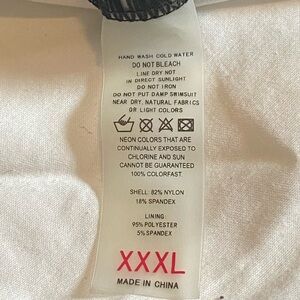 HAND WASH COLD WATER
DO NOT BLEACH
LINE DRY NOT
IN DIRECT SUNLIGHT
DO NOT IRON
DO NOT PUT DAMP SWIMSUIT
NEAR DRY. NATURAL FABRICS
OR LIGHT COLORS
NEON COLORS THAT ARE
CONTINUALLY EXPOSED TO
CHLORINE AND SUN
CANNOT BE GUARANTEED
100% COLORFAST
SHELL: 82% NYLON
18% SPANDEX
LINING:
95% POLYESTER
5% SPANDEX
XXXL
MADE IN CHINA